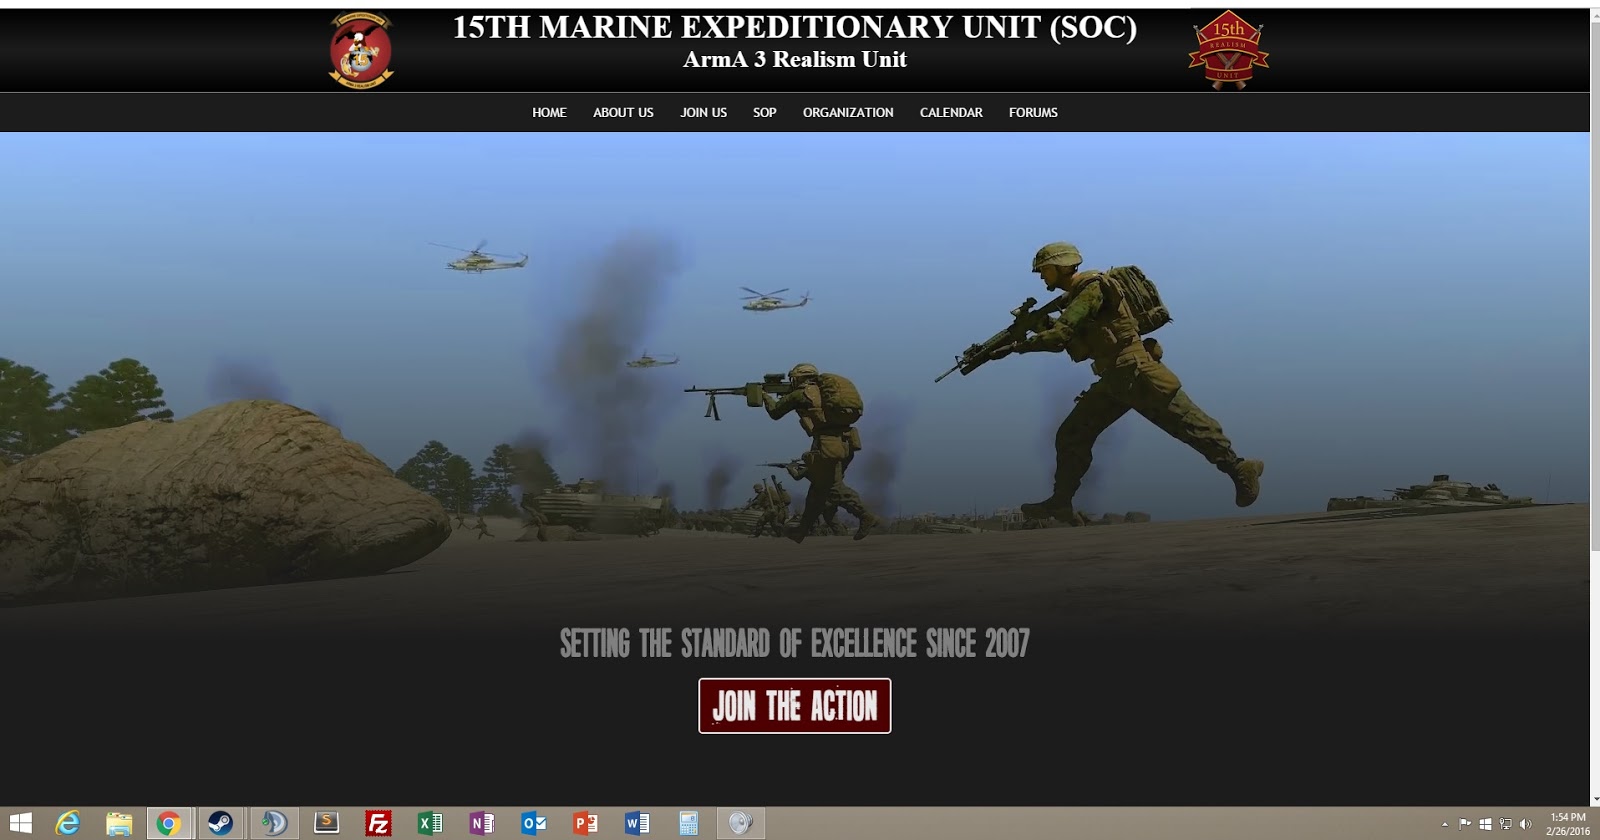 15TH MARINE EXPEDITIONARY UNIT (SOC)
ArmA 3 Realism Unit
15th
REALISM
UNIT
HOME ABOUT US JOIN US SOP ORGANIZATION CALENDAR FORUMS
SETTING THE STANDARD OF EXCELLENCE SINCE 2007
JOIN THE ACTION
1:54 PM
2/26/2016